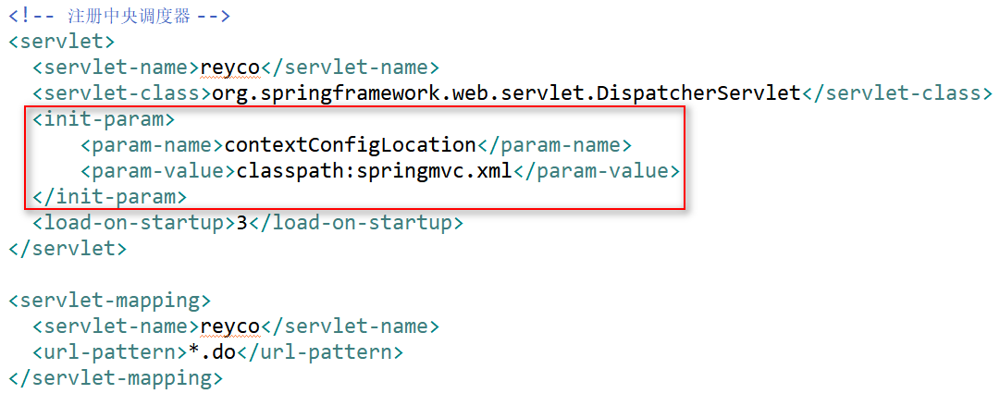 <!-- 注册中央调度器 -->
<servlet>
  <servlet-name>reyco</servlet-name>
  <servlet-class>org.springframework.web.servlet.DispatcherServlet</servlet-class>
  <init-param>
      <param-name>contextConfigLocation</param-name>
      <param-value>classpath:springmvc.xml</param-value>
  </init-param>
  <load-on-startup>3</load-on-startup>
</servlet>

<servlet-mapping>
  <servlet-name>reyco</servlet-name>
  <url-pattern>*.do</url-pattern>
</servlet-mapping>